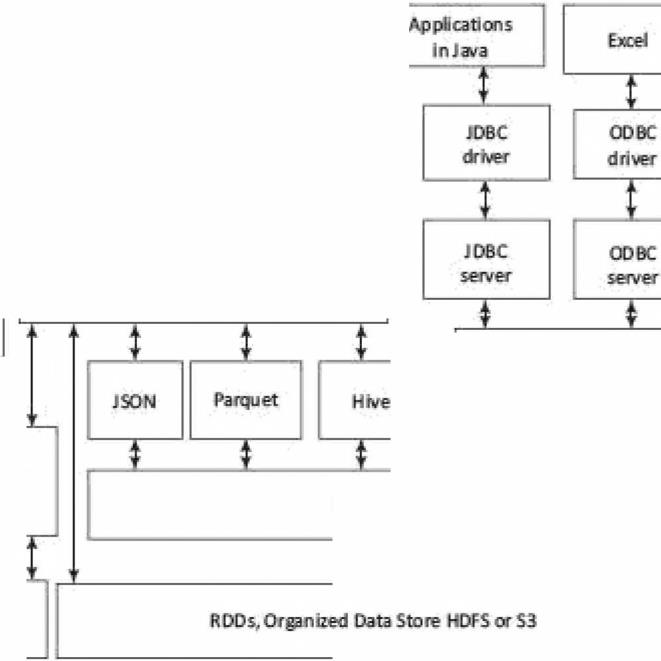 Applications
in Java
Excel
JDBC
driver
ODBC
driver
JDBC
server
ODBC
server
JSON
Parquet
Hive
RDDs, Organized Data Store HDFS or S3